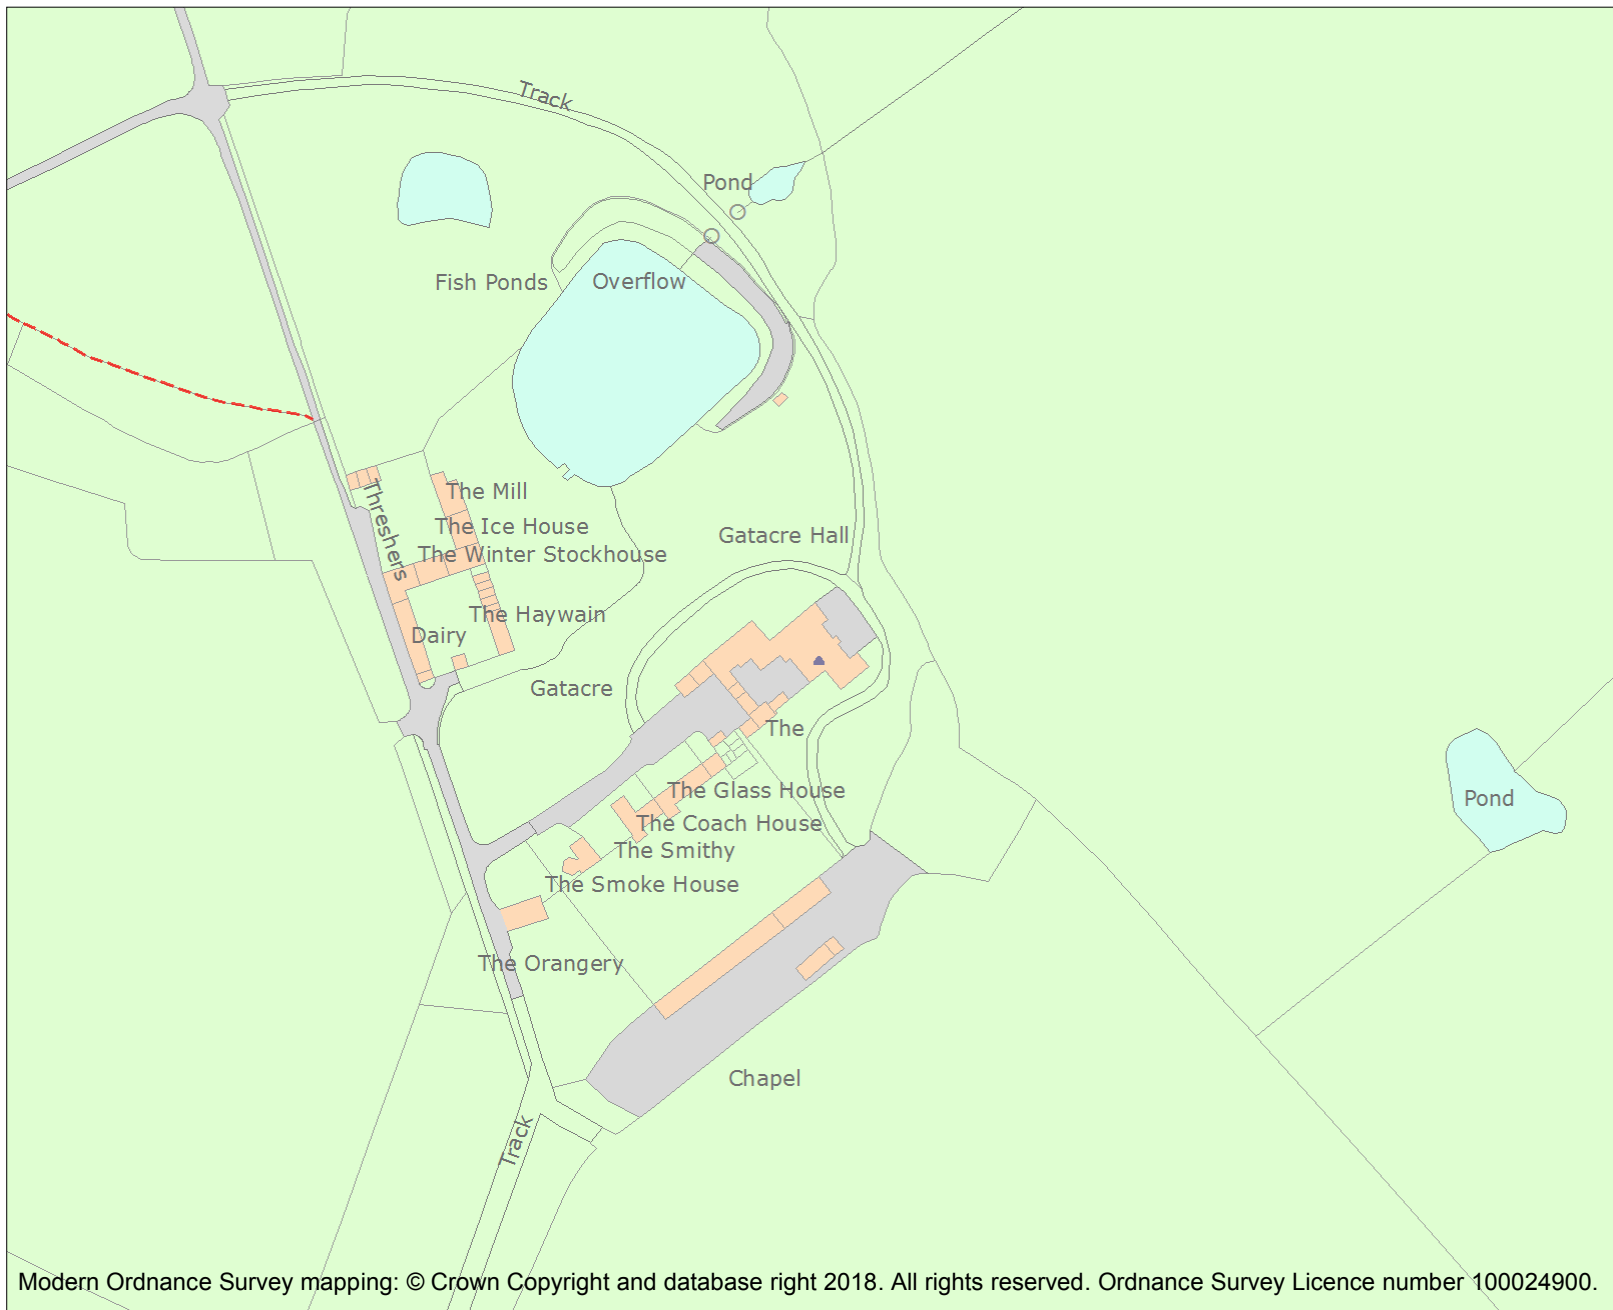 Track
Pond
Fish Ponds
Overflow
The Mill
Threshers
The Ice House
Gatacre Hall
The Winter Stockhouse
The Haywain
Dairy
Gatacre
The
The Glass House
The Coach House
The Smithy
The Smoke House
Pond
The Orangery
Chapel
Track
Modern Ordnance Survey mapping: © Crown Copyright and database right 2018. All rights reserved. Ordnance Survey Licence number 100024900.